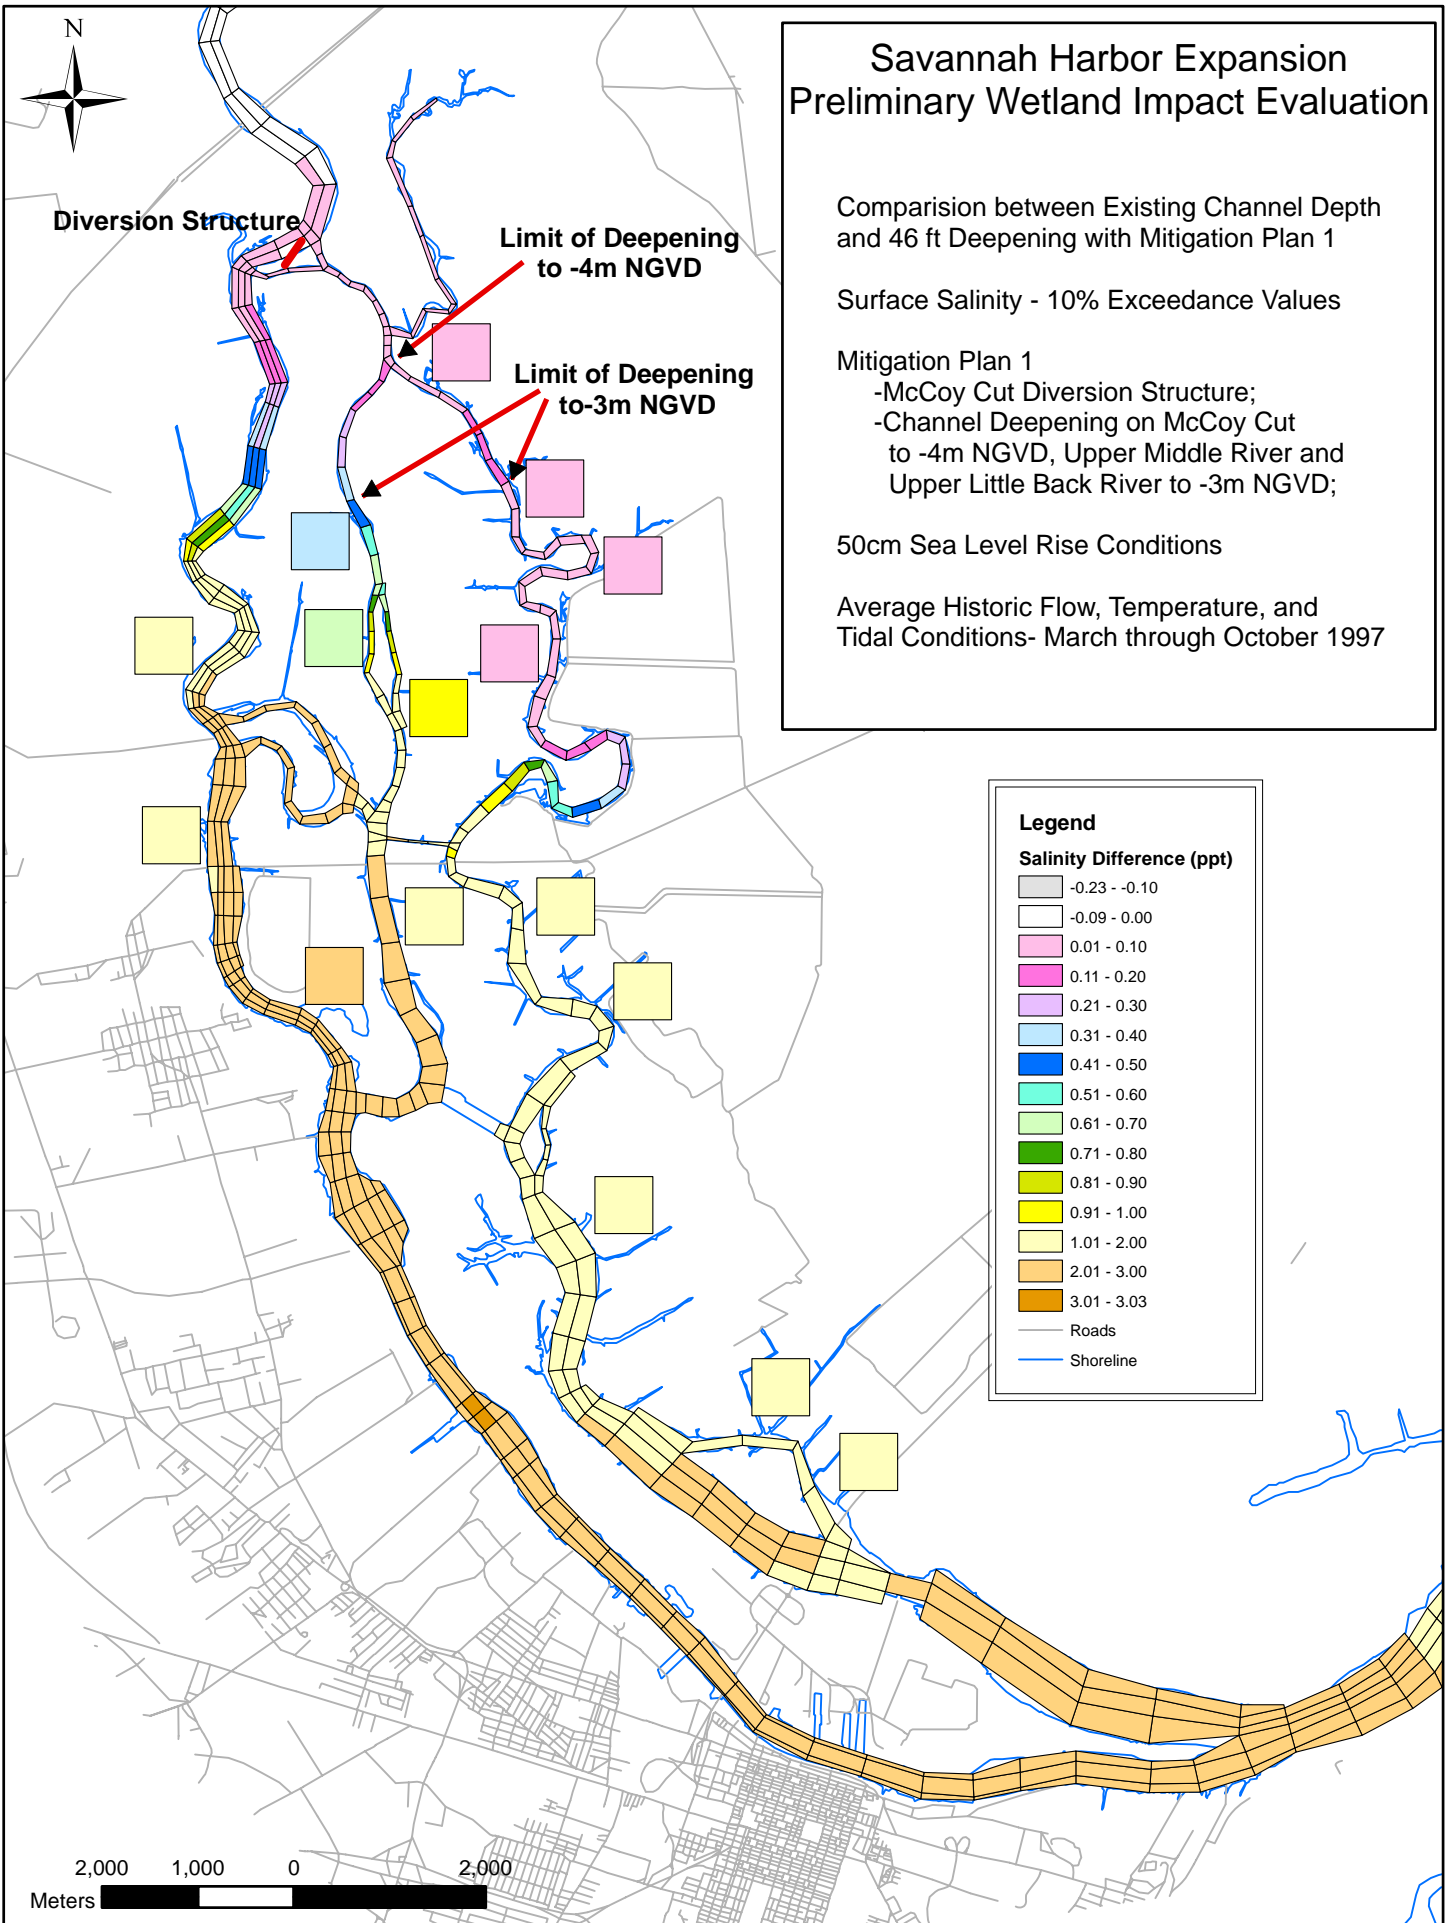 N
Savannah Harbor Expansion
Preliminary Wetland Impact Evaluation
Comparision between Existing Channel Depth
and 46 ft Deepening with Mitigation Plan 1
Surface Salinity - 10% Exceedance Values
Mitigation Plan 1
-McCoy Cut Diversion Structure;
-Channel Deepening on McCoy Cut
to -4m NGVD, Upper Middle River and
Upper Little Back River to -3m NGVD;
50cm Sea Level Rise Conditions
Average Historic Flow, Temperature, and
Tidal Conditions- March through October 1997
Diversion Structure
Limit of Deepening
to -4m NGVD
Limit of Deepening
to-3m NGVD
Legend
Salinity Difference (ppt)
-0.23 - -0.10
-0.09 - 0.00
0.01 - 0.10
0.11 - 0.20
0.21 - 0.30
0.31 - 0.40
0.41 - 0.50
0.51 - 0.60
0.61 - 0.70
0.71 - 0.80
0.81 - 0.90
0.91 - 1.00
1.01 - 2.00
2.01 - 3.00
3.01 - 3.03
Roads
Shoreline
2,000 1,000 0 2,000
Meters